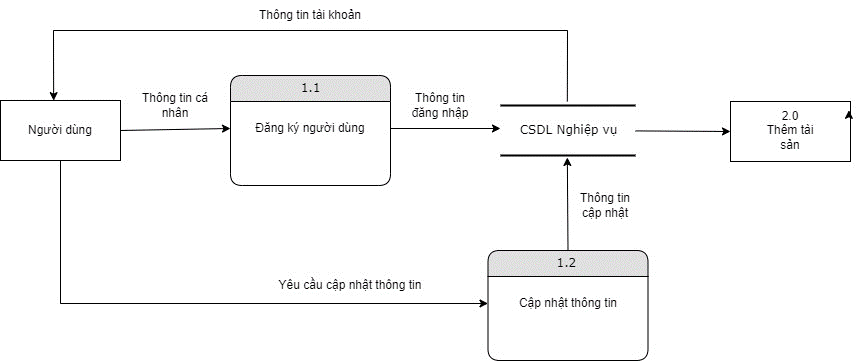 Thông tin tài khoản
1.1
Thông tin cá
nhân
Thông tin
đăng nhập
2.0
Thêm tài
sản
Người dùng
Đăng ký người dùng
CSDL Nghiệp vụ
Thông tin
cập nhật
1.2
Yêu cầu cập nhật thông tin
Cập nhật thông tin